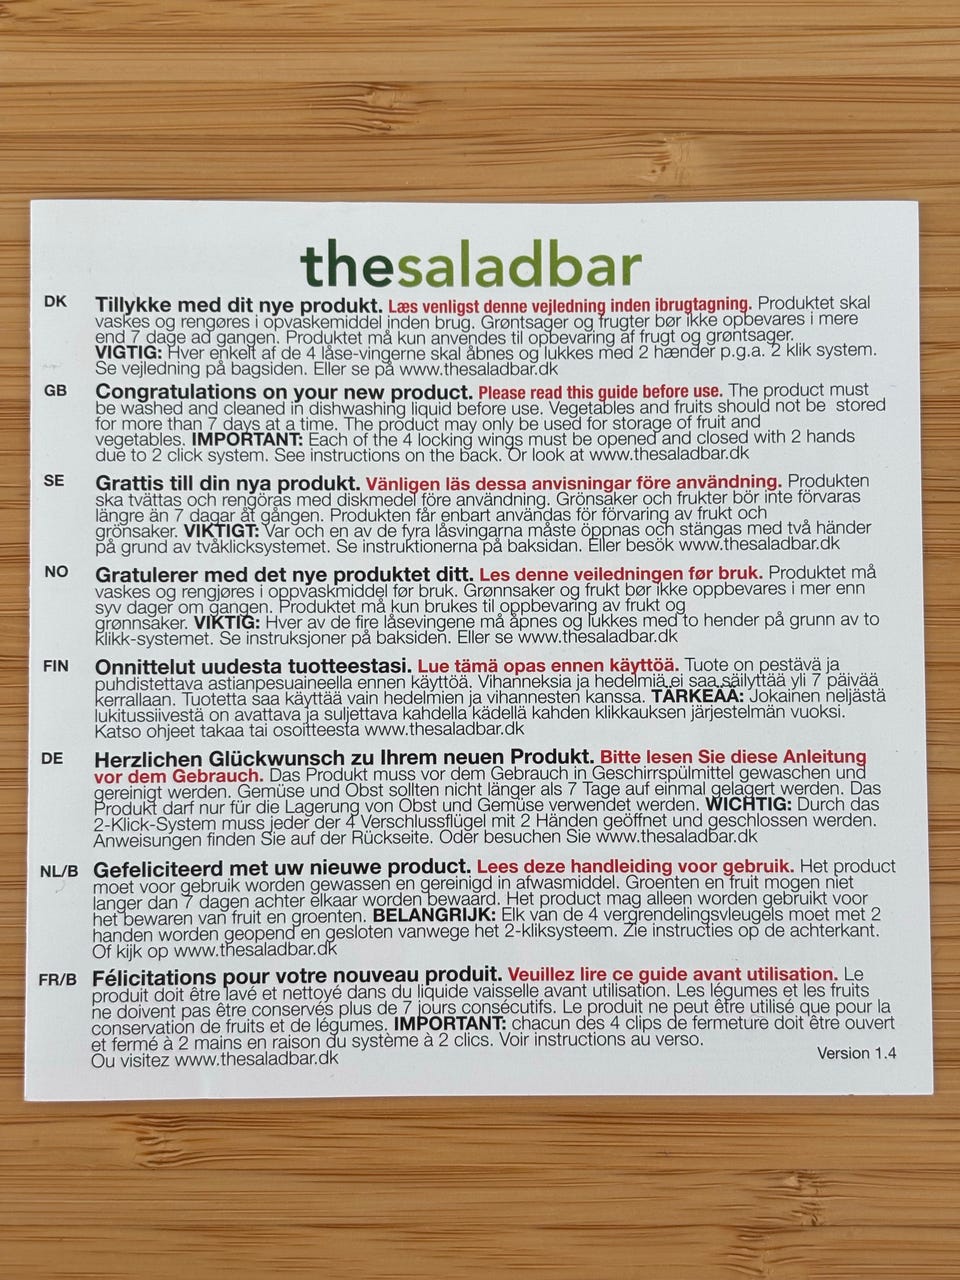 thesaladbar
DK Tillykke med dit nye produkt. Læs venligst denne vejledning inden ibrugtagning. Produktet skal
vaskes og rengøres i opvaskemiddel inden brug. Grøntsager og frugter bør ikke opbevares i mere
end 7 dage ad gangen. Produktet må kun anvendes til opbevaring af frugt og grøntsager.
VIGTIG: Hver enkelt af de 4 låse-vingerne skal åbnes og lukkes med 2 hænder p.g.a. 2 klik system.
Se vejledning på bagsiden. Eller se på www.thesaladbar.dk
GB Congratulations on your new product. Please read this guide before use. The product must
be washed and cleaned in dishwashing liquid before use. Vegetables and fruits should not be stored
for more than 7 days at a time. The product may only be used for storage of fruit and
vegetables. IMPORTANT: Each of the 4 locking wings must be opened and closed with 2 hands
due to 2 click system. See instructions on the back. Or look at www.thesaladbar.dk
SE Grattis till din nya produkt. Vänligen läs dessa anvisningar före användning. Produkten
ska tvättas och rengöras med diskmedel före användning. Grönsaker och frukter bör inte förvaras
längre än 7 dagar åt gången. Produkten får enbart användas för förvaring av frukt och
grönsaker. VIKTIGT: Var och en av de fyra låsvingarna måste öppnas och stängas med två händer
på grund av tvåklicksystemet. Se instruktionerna på baksidan. Eller besök www.thesaladbar.dk
NO Gratulerer med det nye produktet ditt. Les denne veiledningen før bruk. Produktet må
vaskes og rengjøres i oppvaskmiddel før bruk. Grønnsaker og frukt bør ikke oppbevares i mer enn
syv dager om gangen. Produktet må kun brukes til oppbevaring av frukt og
grønnsaker. VIKTIG: Hver av de fire låsevingene må åpnes og lukkes med to hender på grunn av to
klikk-systemet. Se instruksjoner på baksiden. Eller se www.thesaladbar.dk
FIN Onnittelut uudesta tuotteestasi. Lue tämä opas ennen käyttöä. Tuote on pestävä ja
puhdistettava astianpesuaineella ennen käyttöä. Vihanneksia ja hedelmiä ei saa säilyttää yli 7 päivää
kerrallaan. Tuotetta saa käyttää vain hedelmien ja vihannesten kanssa. TÄRKEÄÄ: Jokainen neljästä
lukitussiivestä on avattava ja suljettava kahdella kädellä kahden klikkauksen järjestelmän vuoksi.
Katso ohjeet takaa tai osoitteesta www.thesaladbar.dk
DE Herzlichen Glückwunsch zu Ihrem neuen Produkt. Bitte lesen Sie diese Anleitung
vor dem Gebrauch. Das Produkt muss vor dem Gebrauch in Geschirrspülmittel gewaschen und
gereinigt werden. Gemüse und Obst sollten nicht länger als 7 Tage auf einmal gelagert werden. Das
Produkt darf nur für die Lagerung von Obst und Gemüse verwendet werden. WICHTIG: Durch das
2-Klick-System muss jeder der 4 Verschlussflügel mit 2 Händen geöffnet und geschlossen werden.
Anweisungen finden Sie auf der Rückseite. Oder besuchen Sie www.thesaladbar.dk
NL/B Gefeliciteerd met uw nieuwe product. Lees deze handleiding voor gebruik. Het product
moet voor gebruik worden gewassen en gereinigd in afwasmiddel. Groenten en fruit mogen niet
langer dan 7 dagen achter elkaar worden bewaard. Het product mag alleen worden gebruikt voor
het bewaren van fruit en groenten. BELANGRIJK: Elk van de 4 vergrendelingsvleugels moet met 2
handen worden geopend en gesloten vanwege het 2-kliksysteem. Zie instructies op de achterkant.
Of kijk op www.thesaladbar.dk
FR/B Félicitations pour votre nouveau produit. Veuillez lire ce guide avant utilisation. Le
produit doit être lavé et nettoyé dans du liquide vaisselle avant utilisation. Les légumes et les fruits
ne doivent pas être conservés plus de 7 jours consécutifs. Le produit ne peut être utilisé que pour la
conservation de fruits et de légumes. IMPORTANT: chacun des 4 clips de fermeture doit être ouvert
et fermé à 2 mains en raison du système à 2 clics. Voir instructions au verso.
Ou visitez www.thesaladbar.dk
Version 1.4